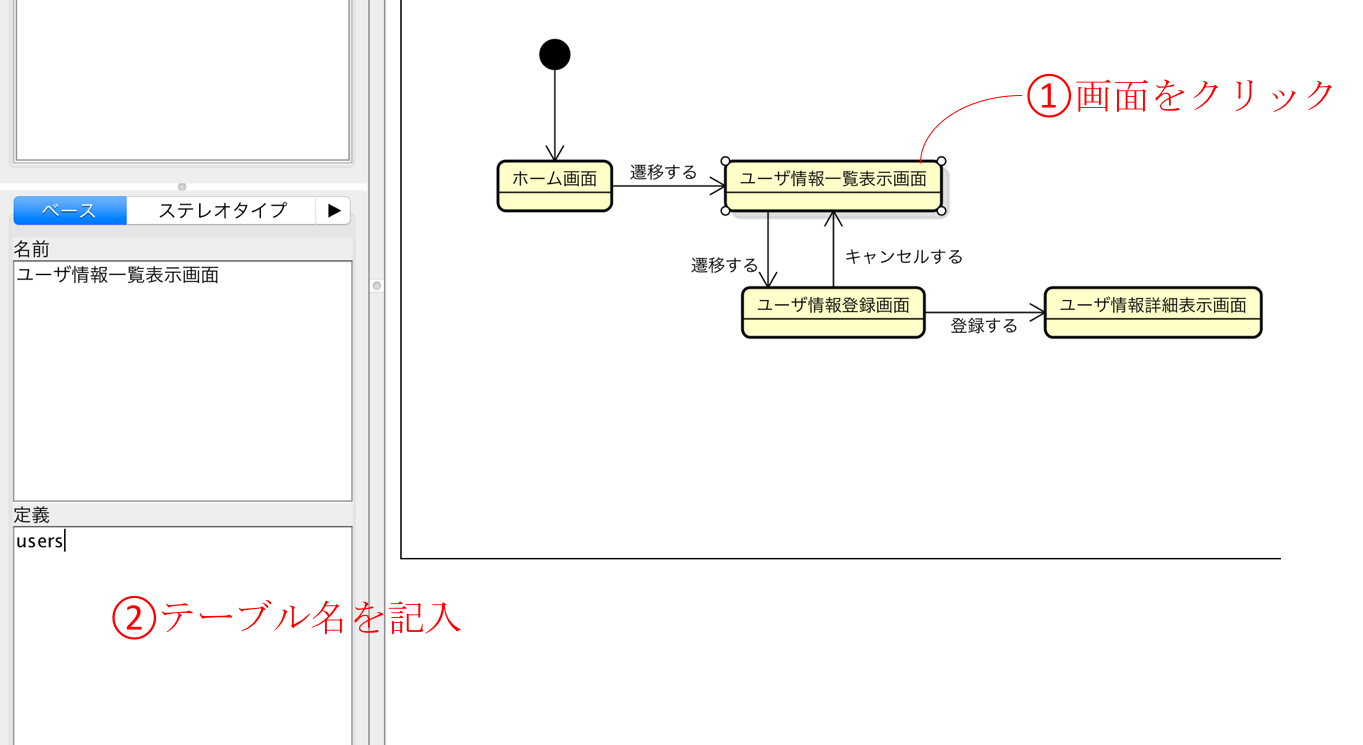 ①画面をクリック
ホーム画面
遷移する
ユーザ情報一覧表示画面
ベース
ステレオタイプ
名前
ユーザ情報一覧表示画面
遷移する
キャンセルする
ユーザ情報登録画面
登録する
ユーザ情報詳細表示画面
定義
users
②テーブル名を記入